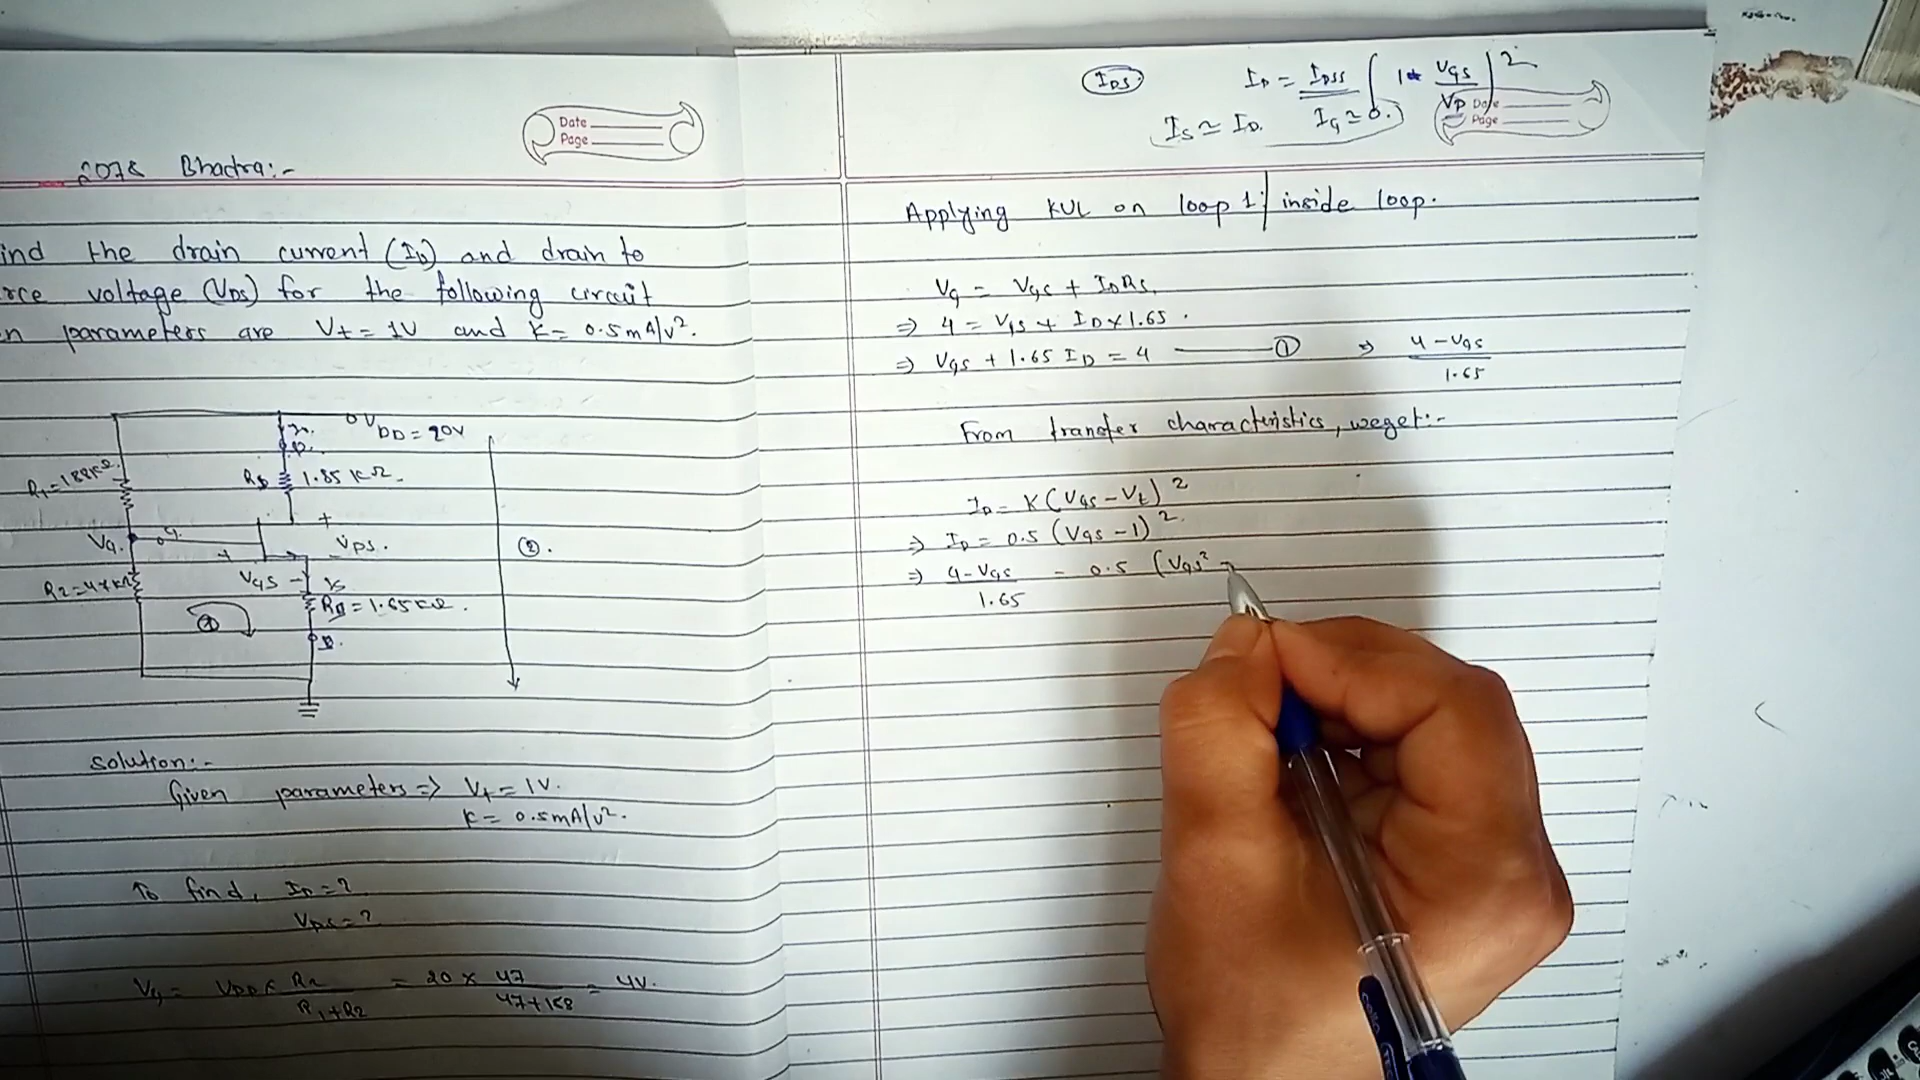 Date
Page
2078 Bhadra:-
ind the drain current (ID) and drain to
rce voltage (VDS) for the following circuit
n parameters are Vt = 1V and K = 0.5mA/V².
VDD = 20V
R1 = 188KΩ
1.85 KΩ
VG.
+
VDS.
②.
R2 = 47KΩ
VGS
= 1.65KΩ.
①
Solution:-
Given parameters => Vt = 1V.
K = 0.5mA/V².
To find, ID = ?
VDS = ?
VG = VDD × R2 / R1+R2 = 20 × 47 / 47+188 = 4V.
IDS
ID = IDSS [1 - VGS/VP]²
IS ≃ ID. IG ≃ 0.
Date
Page
Applying KVL on loop 1 / inside loop.
VG = VGS + IDRS.
=> 4 = VGS + ID × 1.65.
=> VGS + 1.65 ID = 4 ——— ① => 4 - VGS / 1.65
From transfer characteristics, we get:-
ID = K (VGS - Vt)²
=> ID = 0.5 (VGS - 1)².
=> 4 - VGS / 1.65 = 0.5 (VGS² -